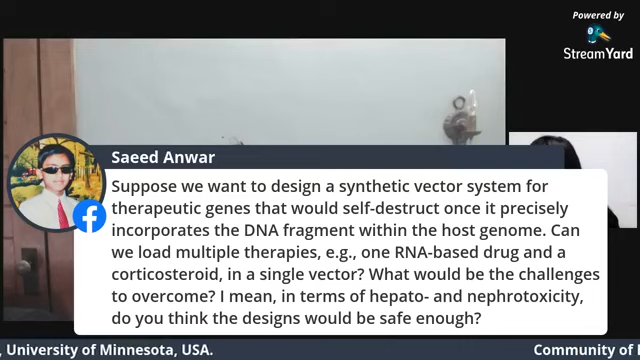 Powered by
StreamYard
Saeed Anwar
Suppose we want to design a synthetic vector system for
therapeutic genes that would self-destruct once it precisely
incorporates the DNA fragment within the host genome. Can
we load multiple therapies, e.g., one RNA-based drug and a
corticosteroid, in a single vector? What would be the challenges
to overcome? I mean, in terms of hepato- and nephrotoxicity,
do you think the designs would be safe enough?
, University of Minnesota, USA.
Community of